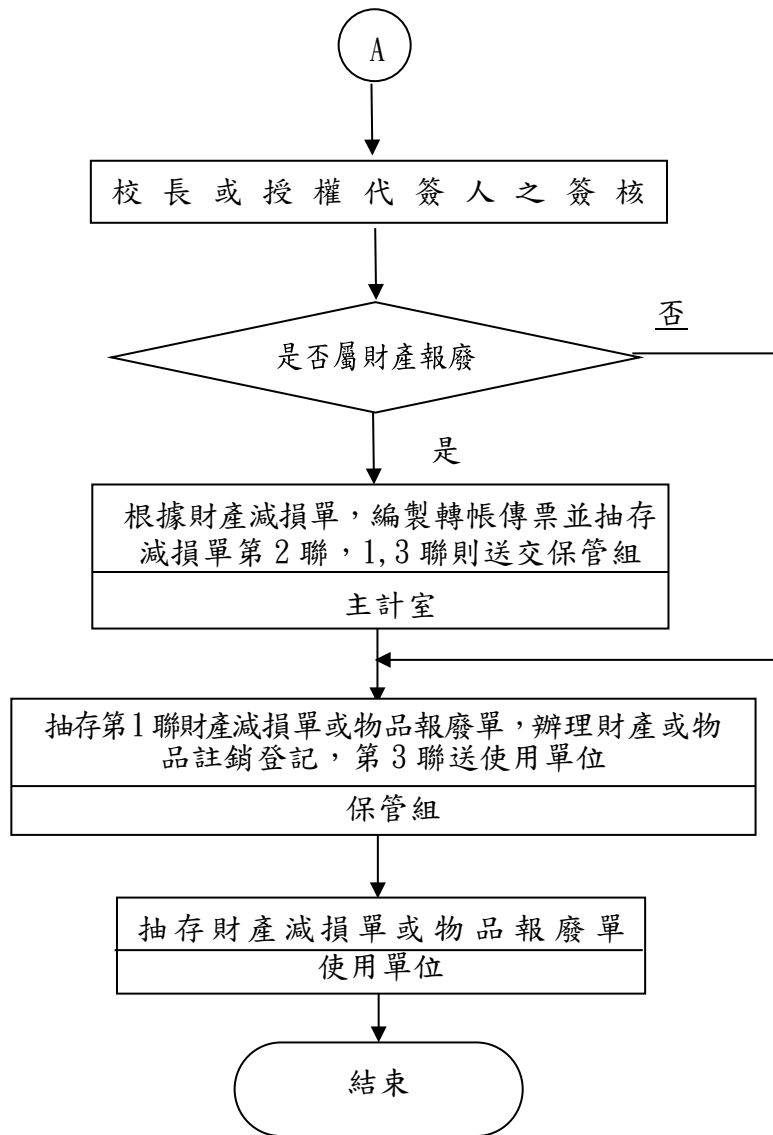 A
校長或授權代簽人之簽核
是否屬財產報廢
否
是
根據財產減損單，編製轉帳傳票並抽存
減損單第2聯，1,3聯則送交保管組
主計室
抽存第1聯財產減損單或物品報廢單，辦理財產或物
品註銷登記，第3聯送使用單位
保管組
抽存財產減損單或物品報廢單
使用單位
結束